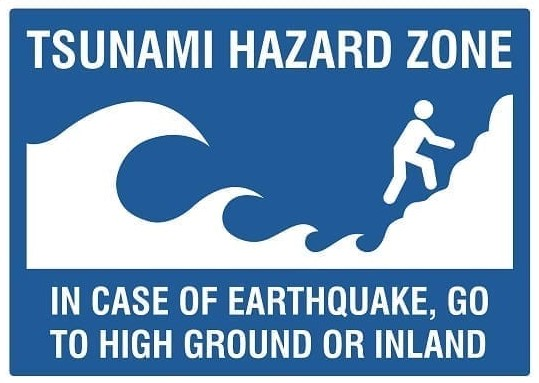 TSUNAMI HAZARD ZONE
IN CASE OF EARTHQUAKE, GO
TO HIGH GROUND OR INLAND